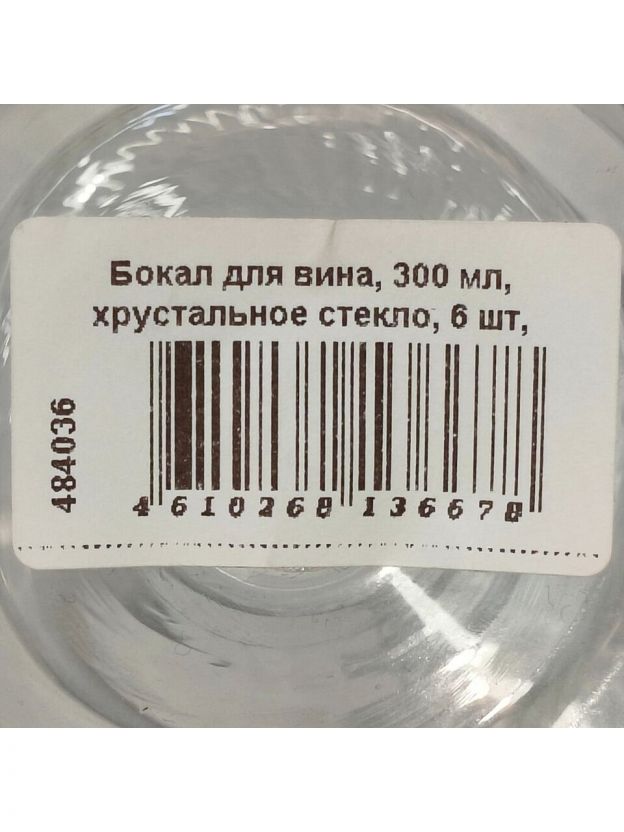 Бокал для вина, 300 мл,
хрустальное стекло, 6 шт,
484036
4 610268 136678